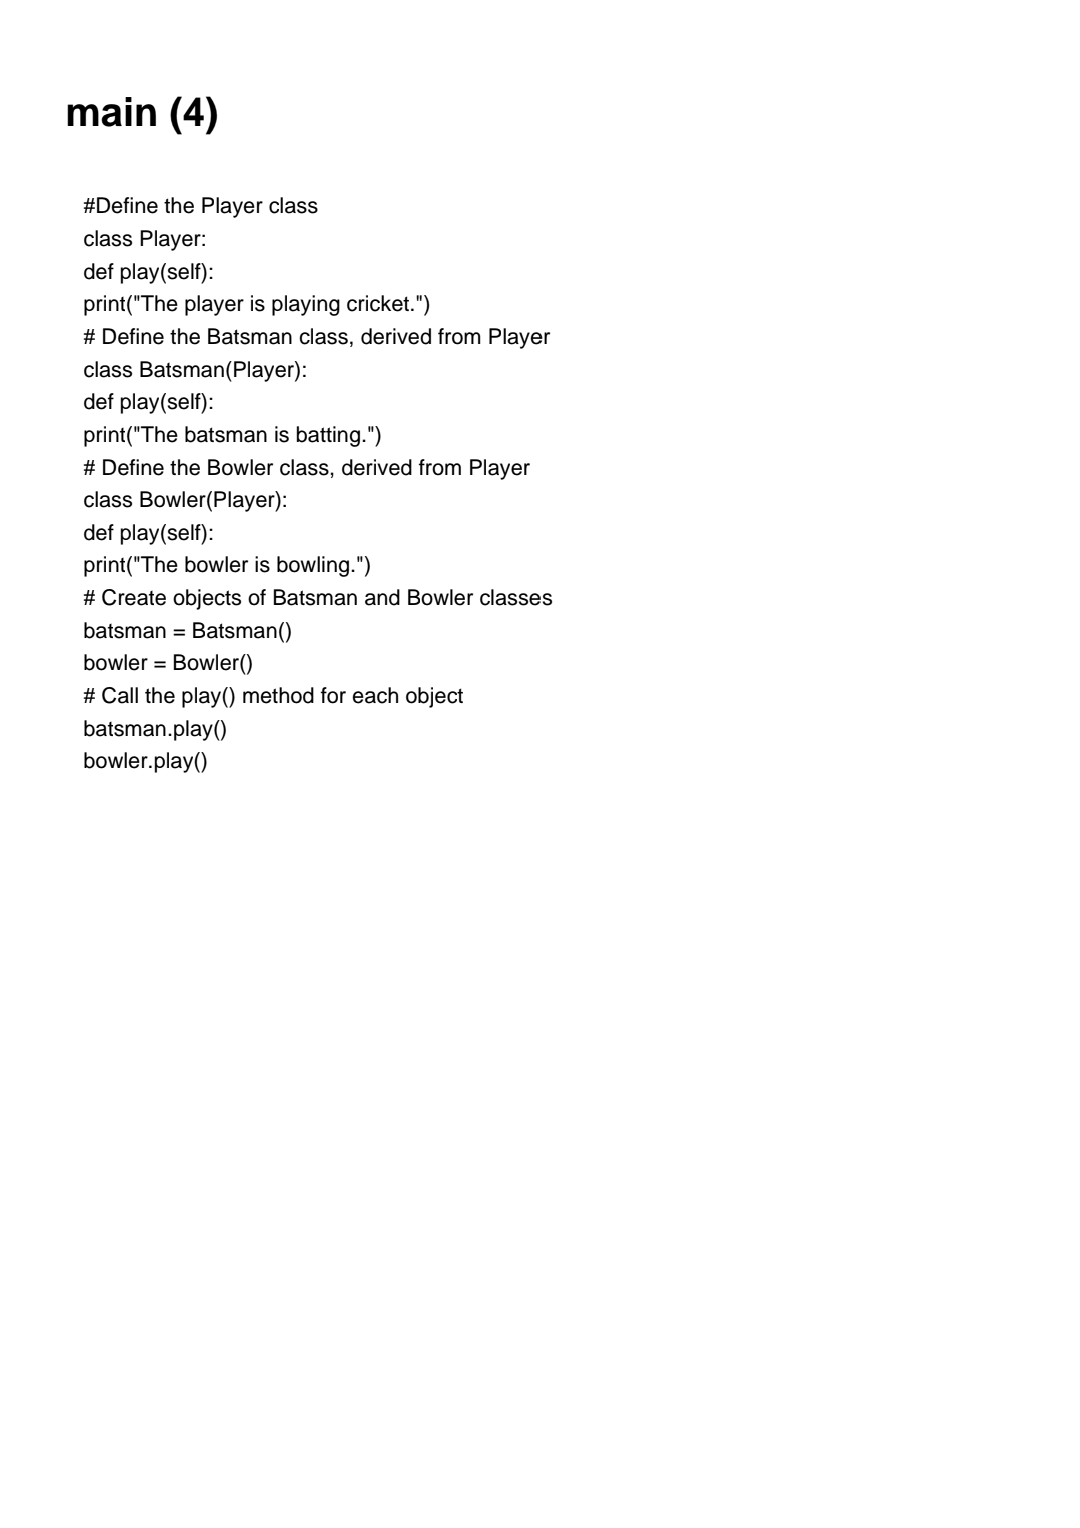 main (4)
#Define the Player class
class Player:
def play(self):
print("The player is playing cricket.")
# Define the Batsman class, derived from Player
class Batsman(Player):
def play(self):
print("The batsman is batting.")
# Define the Bowler class, derived from Player
class Bowler(Player):
def play(self):
print("The bowler is bowling.")
# Create objects of Batsman and Bowler classes
batsman = Batsman()
bowler = Bowler()
# Call the play() method for each object
batsman.play()
bowler.play()